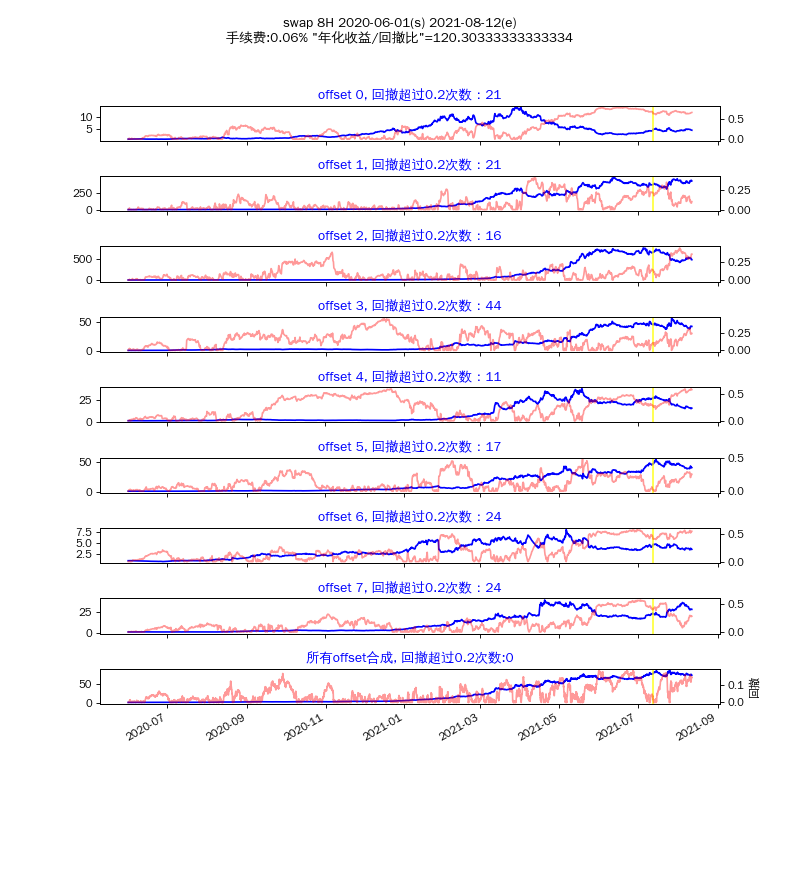 swap 8H 2020-06-01(s) 2021-08-12(e)
手续费:0.06% "年化收益/回撤比"=120.30333333333334
offset 0, 回撤超过0.2次数：21
10
5
0.5
0.0
offset 1, 回撤超过0.2次数：21
250
0
0.25
0.00
offset 2, 回撤超过0.2次数：16
500
0
0.25
0.00
offset 3, 回撤超过0.2次数：44
50
0
0.25
0.00
offset 4, 回撤超过0.2次数：11
25
0
0.5
0.0
offset 5, 回撤超过0.2次数：17
50
0
0.5
0.0
offset 6, 回撤超过0.2次数：24
7.5
5.0
2.5
0.5
0.0
offset 7, 回撤超过0.2次数：24
25
0
0.5
0.0
所有offset合成, 回撤超过0.2次数:0
50
0
0.1
0.0
回撤
2020-07 2020-09 2020-11 2021-01 2021-03 2021-05 2021-07 2021-09